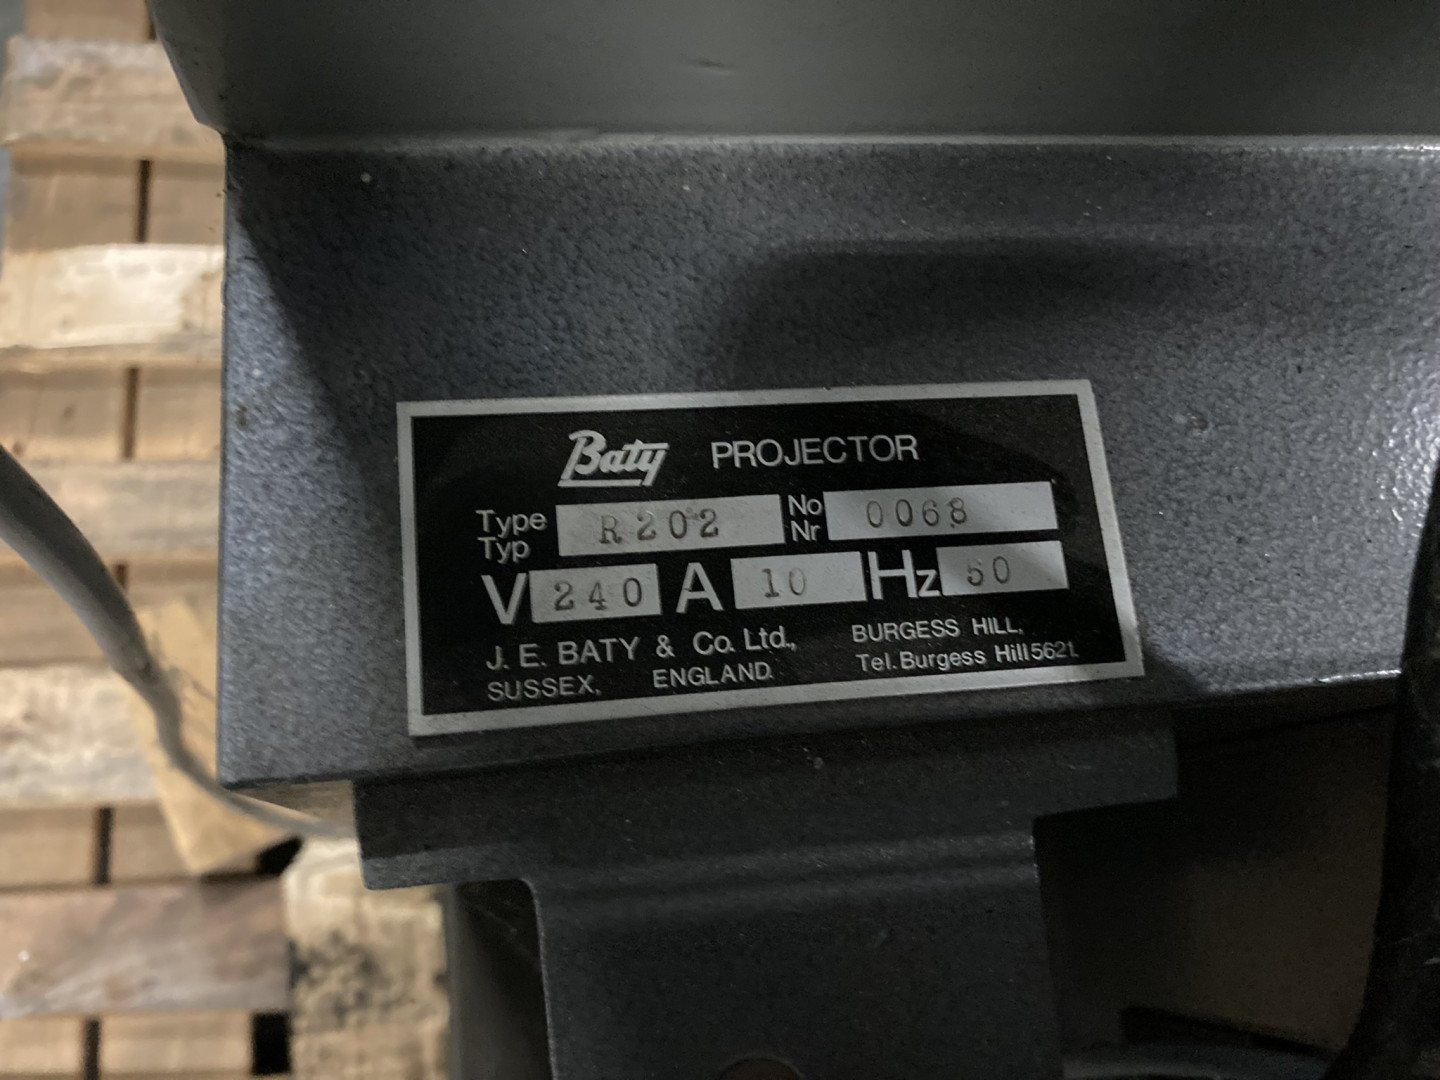 Baty PROJECTOR
Type R202 No 0068
Typ Nr
V 240 A 10 Hz 50
J. E. BATY & Co. Ltd., BURGESS HILL,
SUSSEX, ENGLAND. Tel. Burgess Hill 5621.